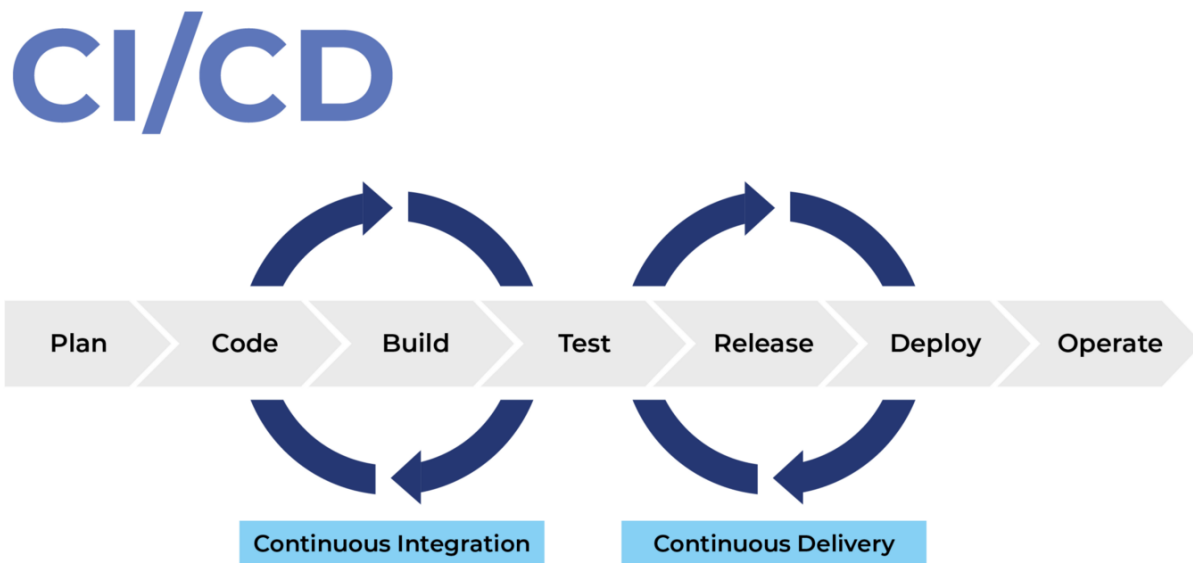 CI/CD
Plan Code Build Test Release Deploy Operate
Continuous Integration Continuous Delivery